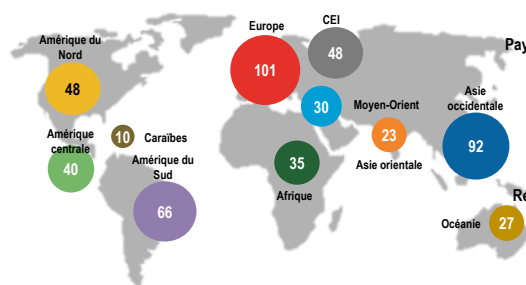 Amérique du
Nord
48
Europe
101
CEI
48
Pay
Moyen-Orient
30
23
Asie orientale
Asie
occidentale
92
10
Caraïbes
Amérique
centrale
40
Amérique du
Sud
66
35
Afrique
Ré
Océanie
27